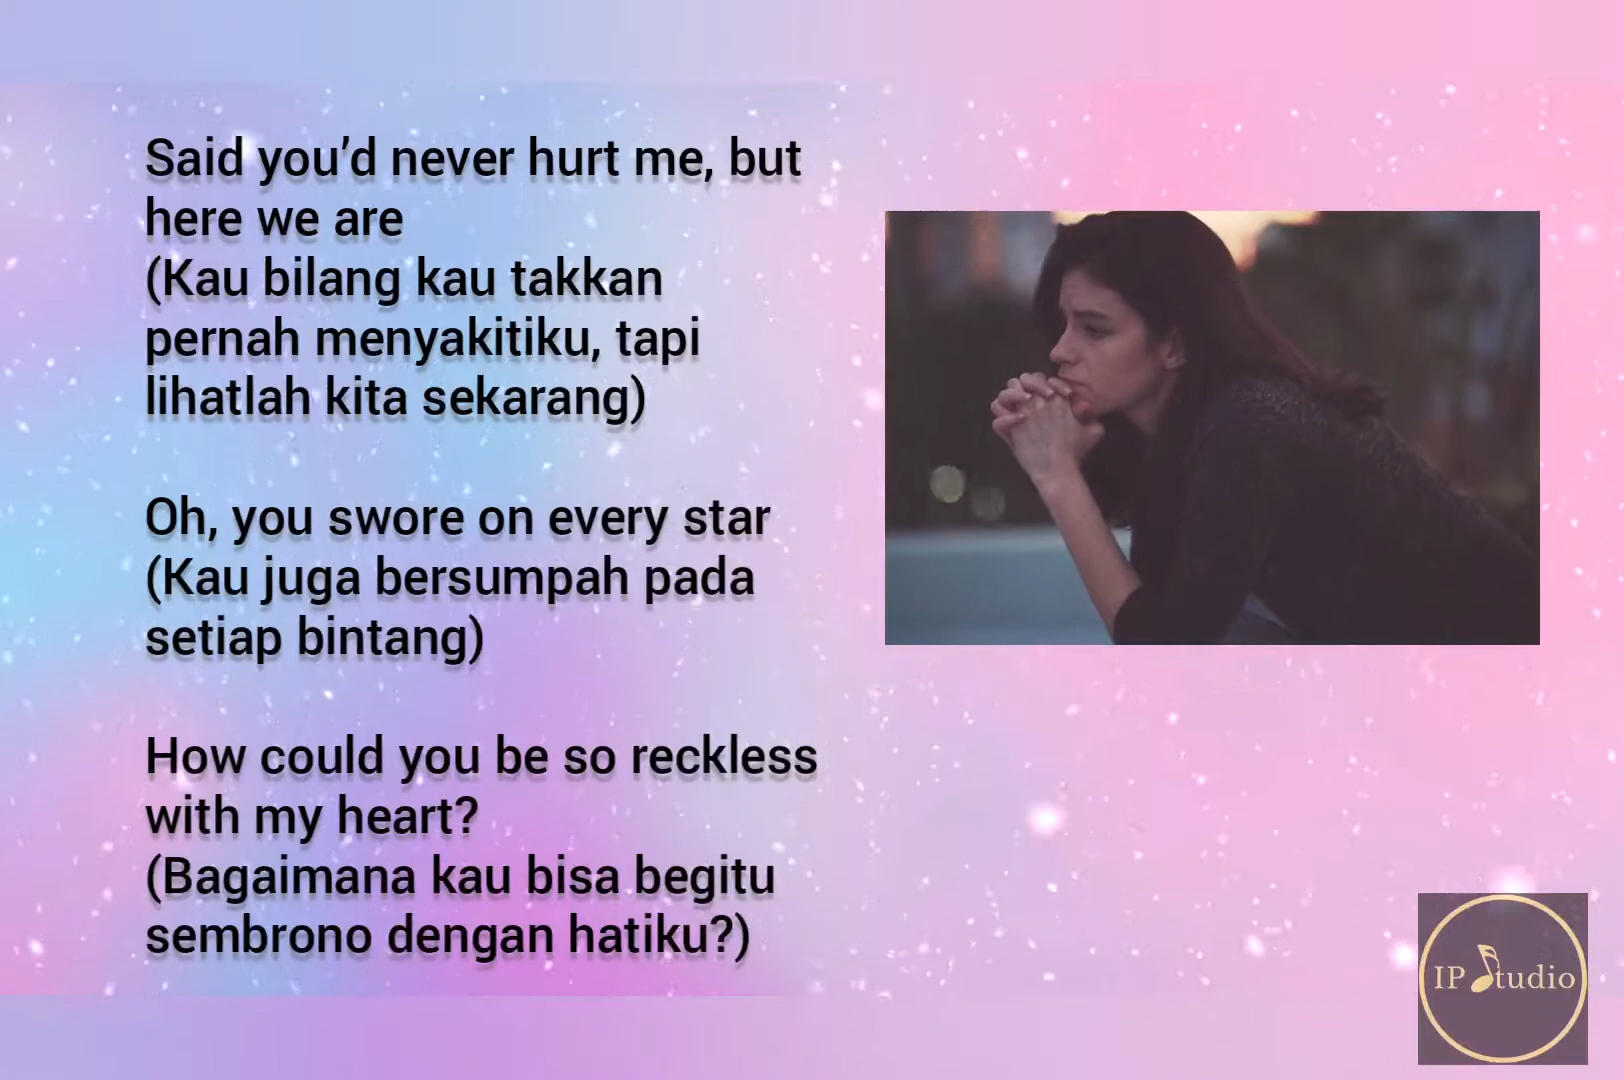 Said you’d never hurt me, but
here we are
(Kau bilang kau takkan
pernah menyakitiku, tapi
lihatlah kita sekarang)
Oh, you swore on every star
(Kau juga bersumpah pada
setiap bintang)
How could you be so reckless
with my heart?
(Bagaimana kau bisa begitu
sembrono dengan hatiku?)
IP Studio